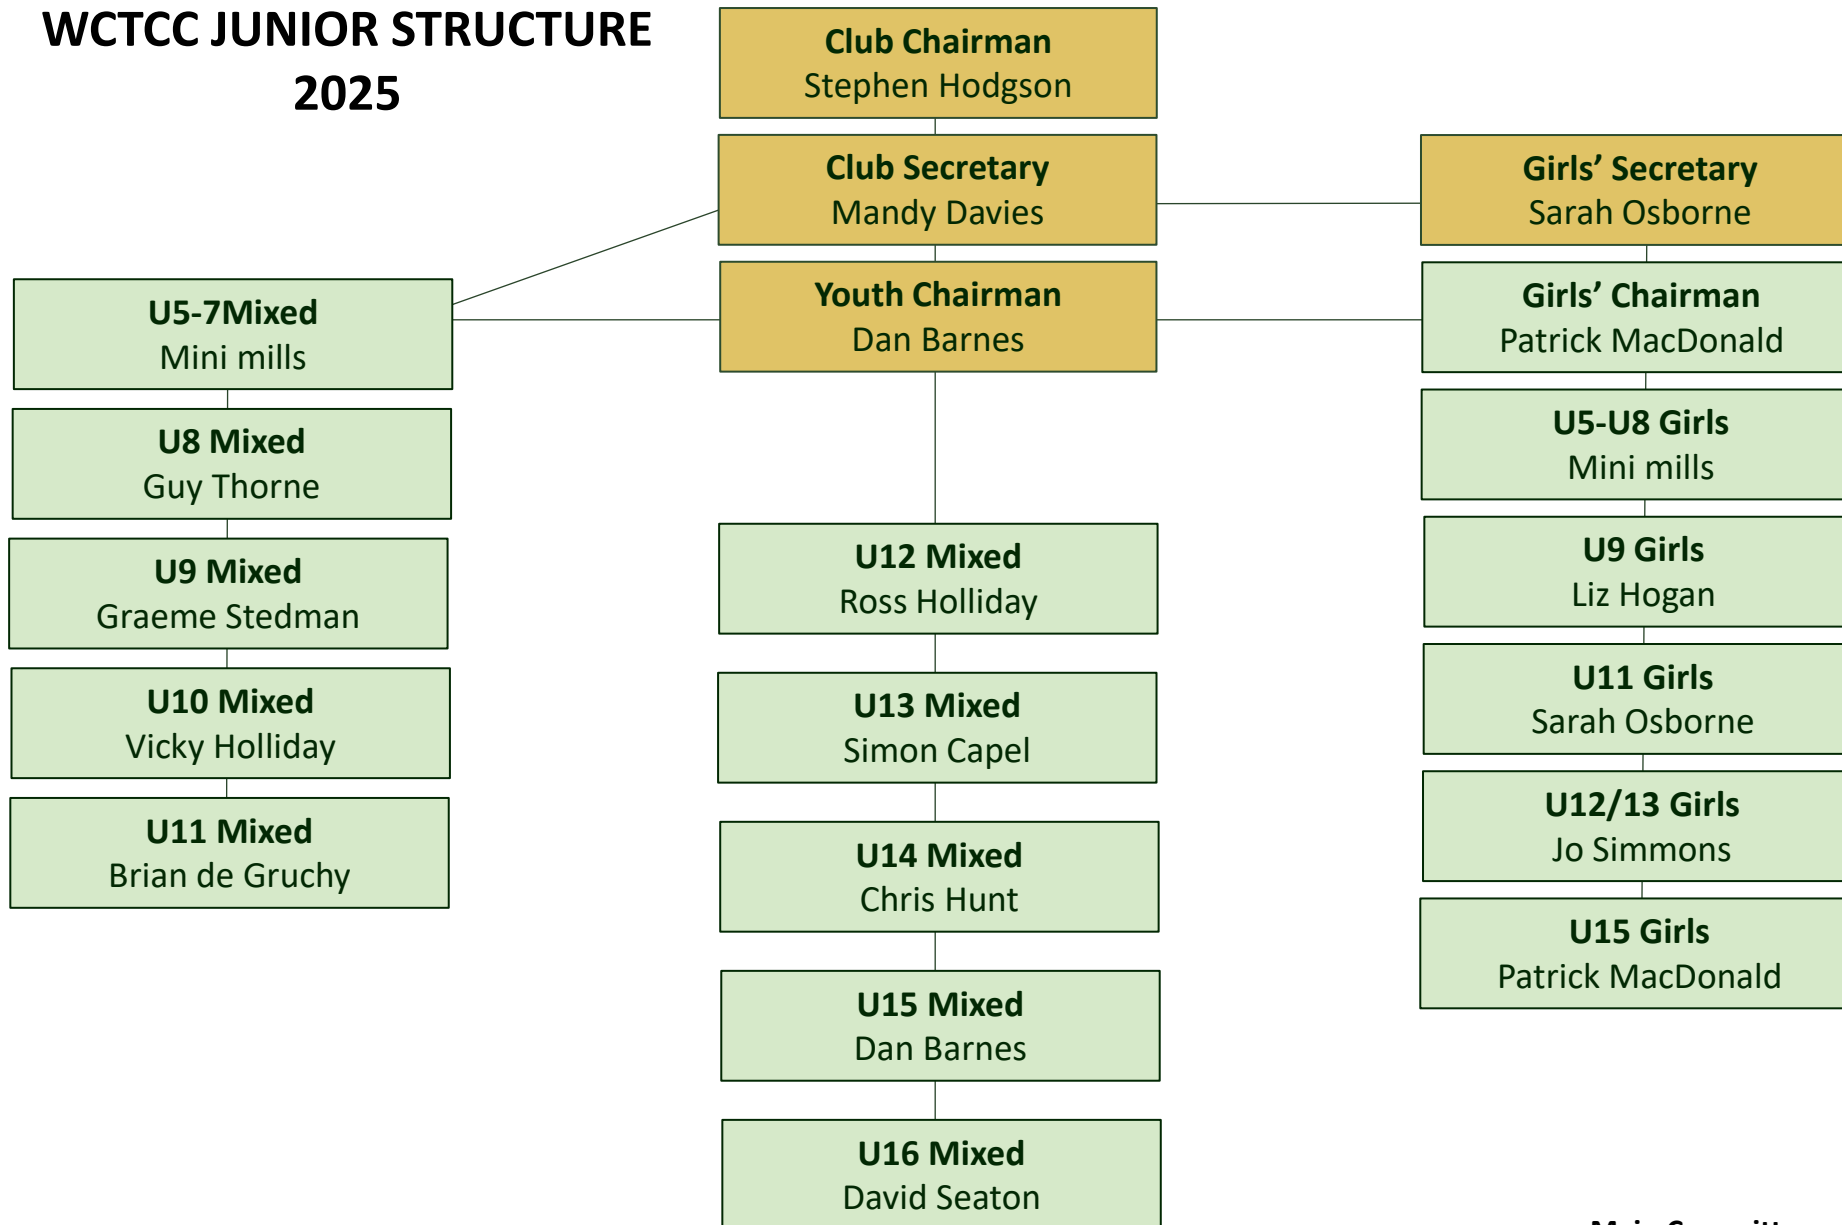 WCTCC JUNIOR STRUCTURE
2025
Club Chairman
Stephen Hodgson
Club Secretary
Mandy Davies
Girls’ Secretary
Sarah Osborne
Youth Chairman
Dan Barnes
Girls’ Chairman
Patrick MacDonald
U5-7Mixed
Mini mills
U8 Mixed
Guy Thorne
U9 Mixed
Graeme Stedman
U10 Mixed
Vicky Holliday
U11 Mixed
Brian de Gruchy
U12 Mixed
Ross Holliday
U13 Mixed
Simon Capel
U14 Mixed
Chris Hunt
U15 Mixed
Dan Barnes
U16 Mixed
David Seaton
U5-U8 Girls
Mini mills
U9 Girls
Liz Hogan
U11 Girls
Sarah Osborne
U12/13 Girls
Jo Simmons
U15 Girls
Patrick MacDonald